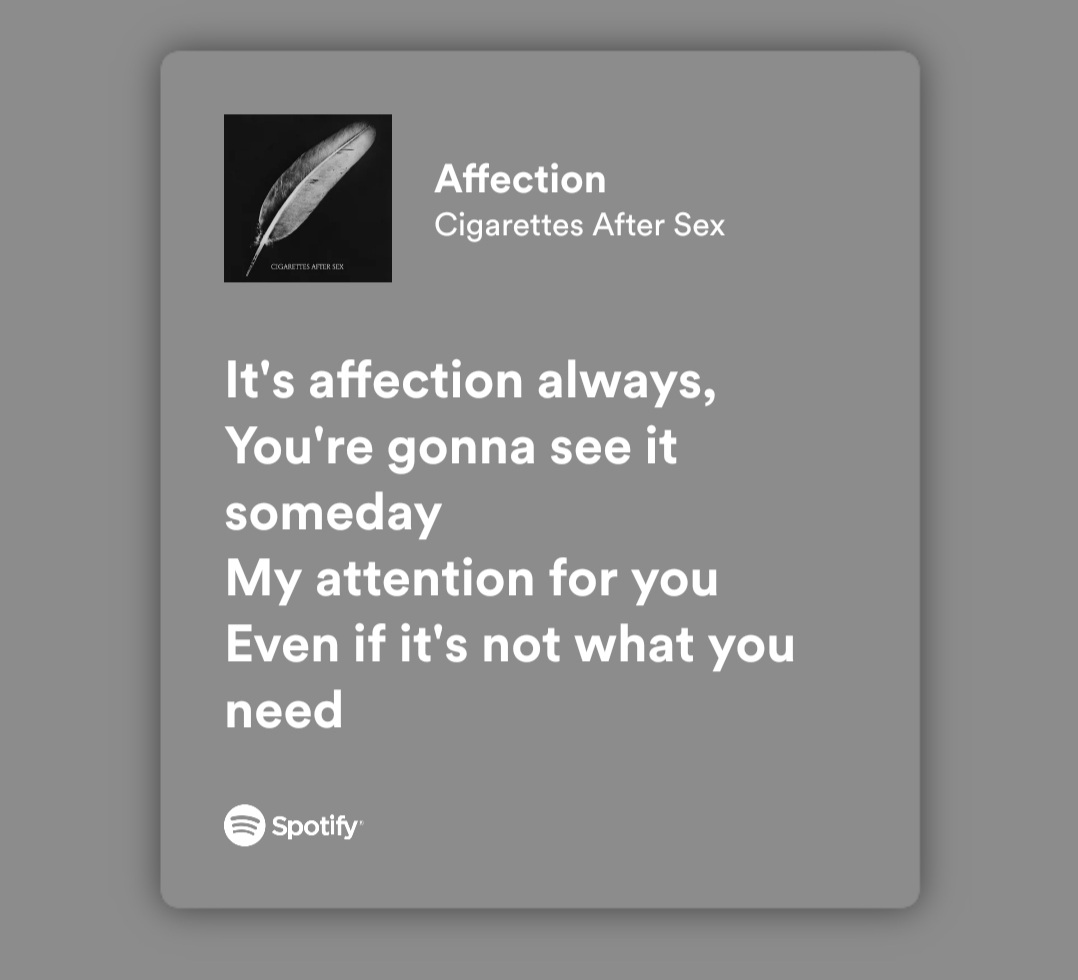 CIGARETTES AFTER SEX
Affection
Cigarettes After Sex
It's affection always,
You're gonna see it
someday
My attention for you
Even if it's not what you
need
Spotify